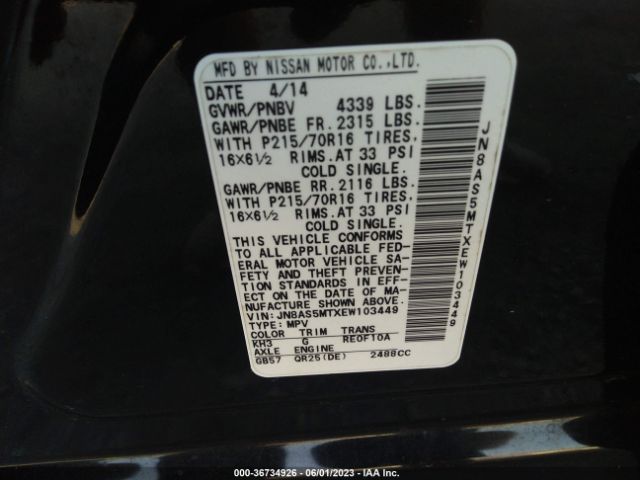 MFD BY NISSAN MOTOR CO.,LTD.
DATE 4/14
GVWR/PNBV 4339 LBS.
GAWR/PNBE FR. 2315 LBS.
WITH P215/70R16 TIRES.
16X6½ RIMS.AT 33 PSI
COLD SINGLE.
GAWR/PNBE RR. 2116 LBS.
WITH P215/70R16 TIRES.
16X6½ RIMS.AT 33 PSI
COLD SINGLE.
THIS VEHICLE CONFORMS
TO ALL APPLICABLE FED-
ERAL MOTOR VEHICLE SA-
FETY AND THEFT PREVEN-
TION STANDARDS IN EFF-
ECT ON THE DATE OF MA-
NUFACTURE SHOWN ABOVE.
VIN: JN8AS5MTXEW103449
TYPE: MPV
COLOR TRIM TRANS
KH3 G RE0F10A
AXLE ENGINE
GB57 QR25(DE) 2488CC
JN8AS5MTXEW103449
000-36734926 - 06/01/2023 - IAA Inc.